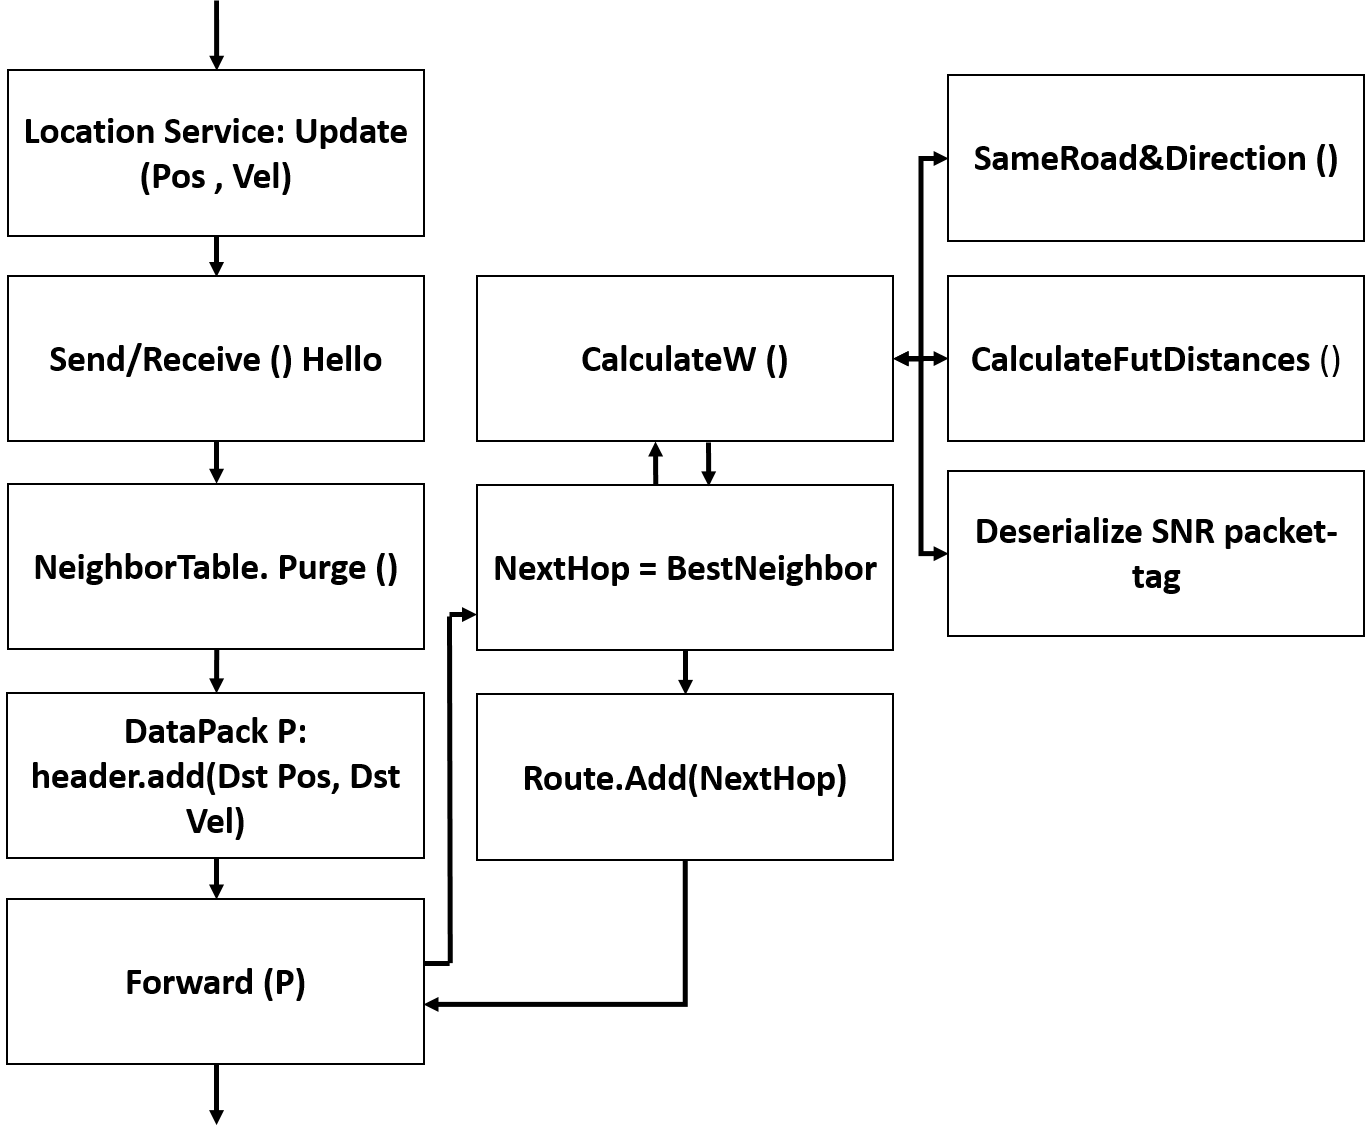 Location Service: Update
(Pos , Vel)
Send/Receive () Hello
NeighborTable. Purge ()
DataPack P:
header.add(Dst Pos, Dst
Vel)
Forward (P)
CalculateW ()
NextHop = BestNeighbor
Route.Add(NextHop)
SameRoad&Direction ()
CalculateFutDistances ()
Deserialize SNR packet-
tag